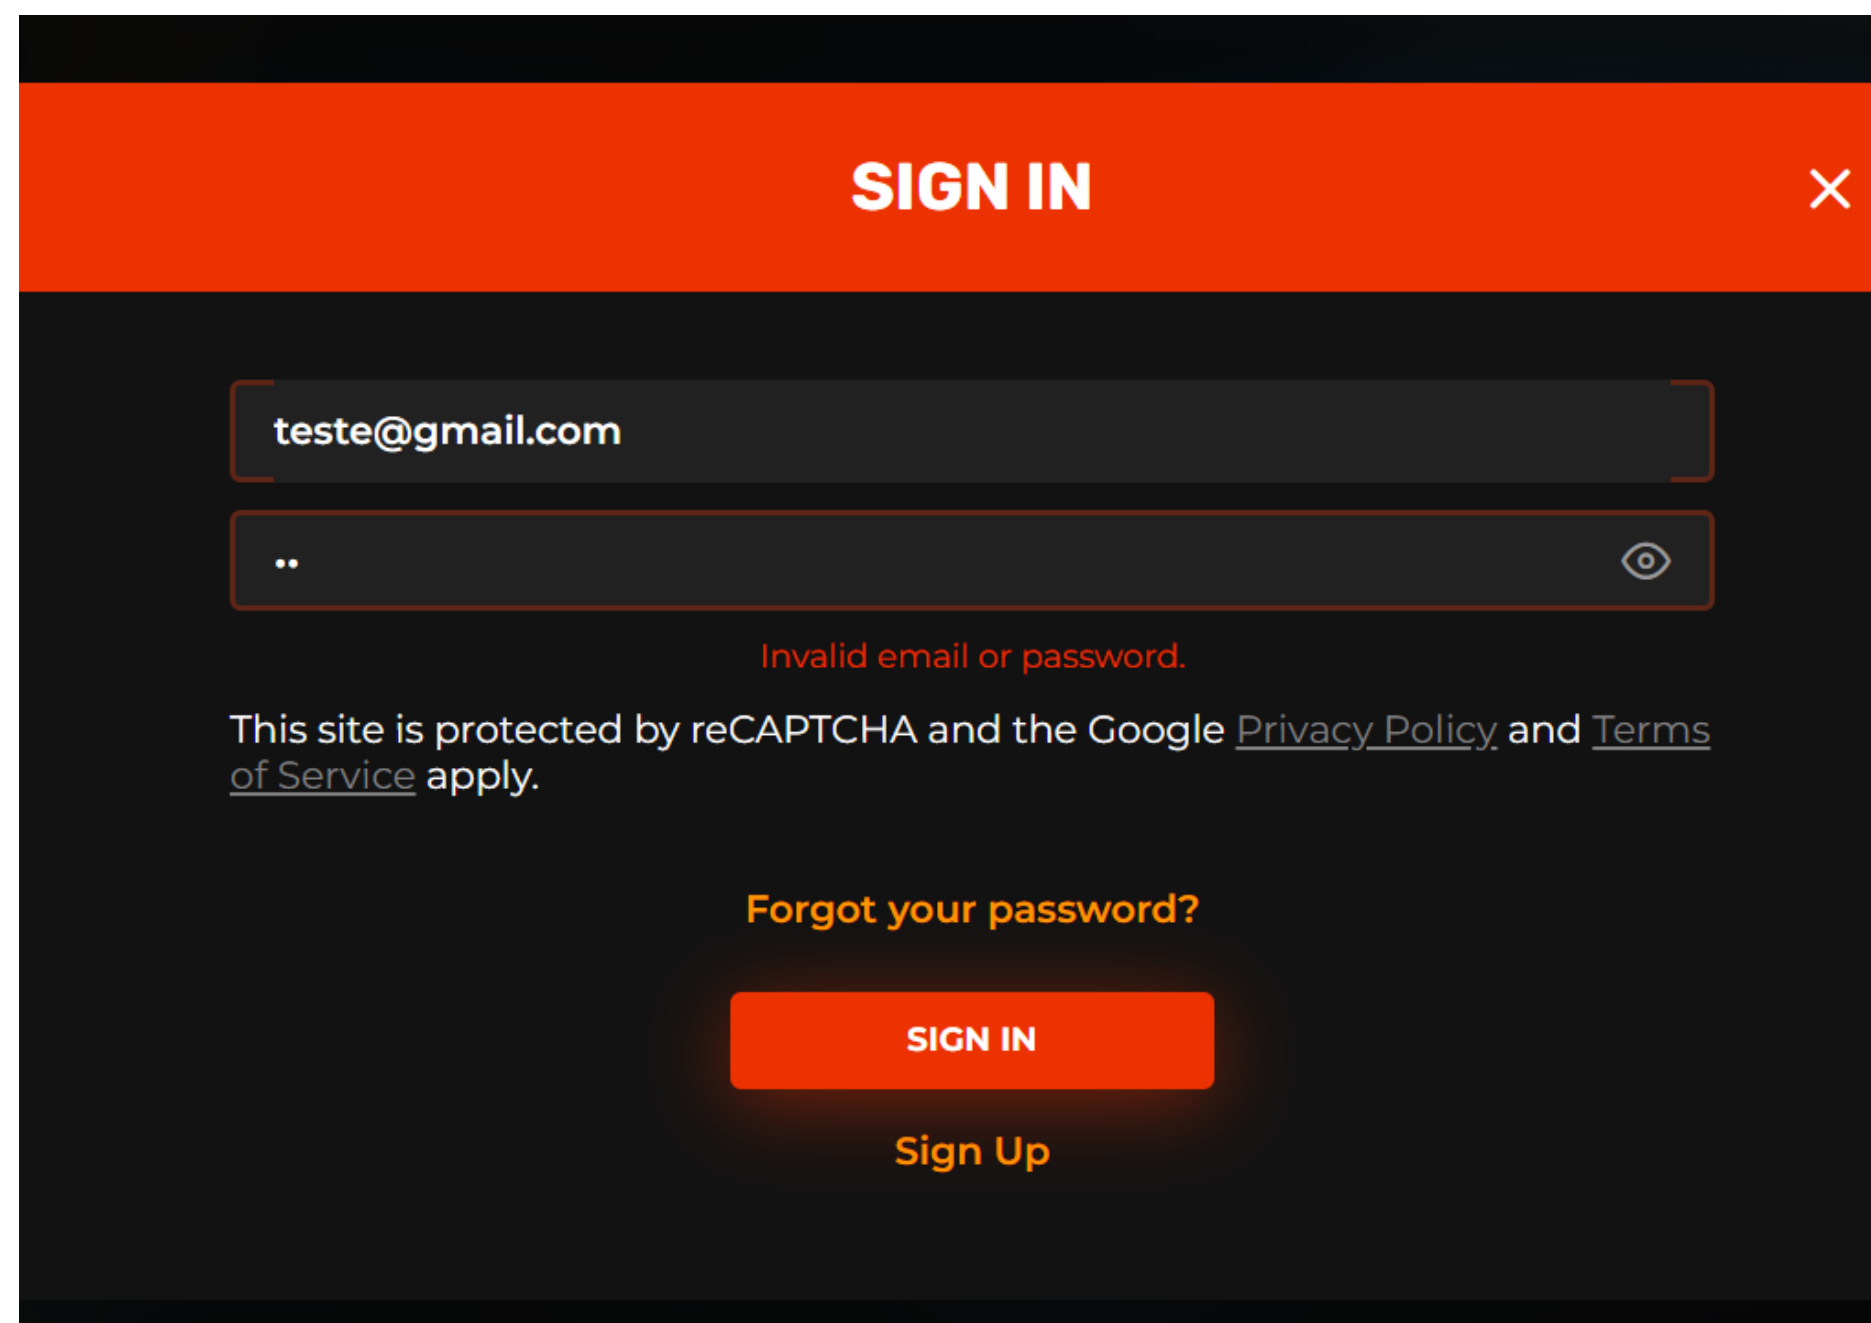 SIGN IN
teste@gmail.com
••
Invalid email or password.
This site is protected by reCAPTCHA and the Google Privacy Policy and Terms
of Service apply.
Forgot your password?
SIGN IN
Sign Up